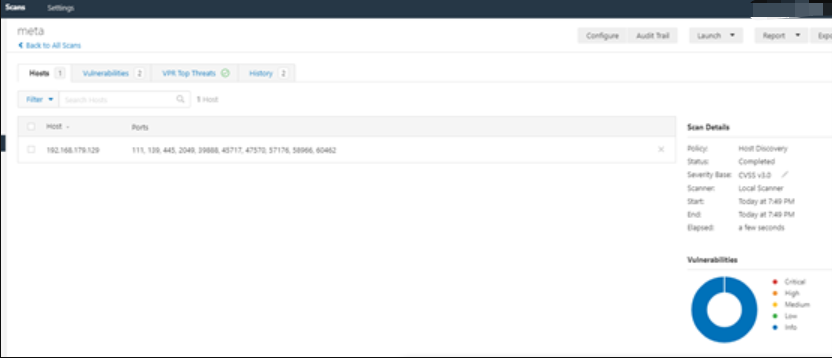 Scans Settings
meta
Back to All Scans
Configure Audit Trail Launch Report
Hosts 1 Vulnerabilities 2 VPR Top Threats History 2
Filter Search Hosts 1 Host
Host Ports
192.168.179.129 111, 139, 445, 2049, 39888, 45717, 47570, 57176, 58966, 60462
Scan Details
Policy: Host Discovery
Status: Completed
Severity Base: CVSS v3.0
Scanner: Local Scanner
Start: Today at 7:49 PM
End: Today at 7:49 PM
Elapsed: a few seconds
Vulnerabilities
Critical
High
Medium
Low
Info